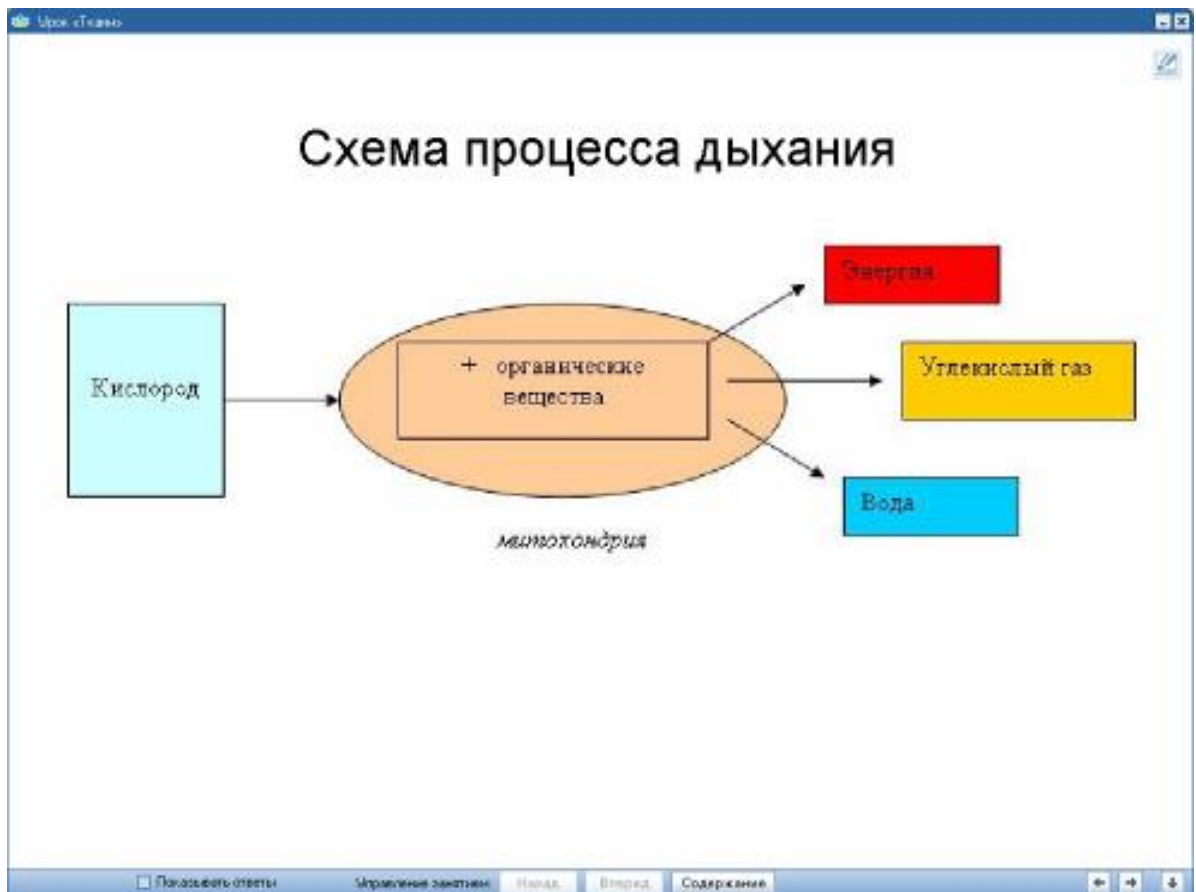 Урок «Ткани»
Схема процесса дыхания
Энергия
Кислород
+ органические
вещества
Углекислый газ
Вода
митохондрия
Показывать ответы Управление занятием: Назад Вперед Содержание